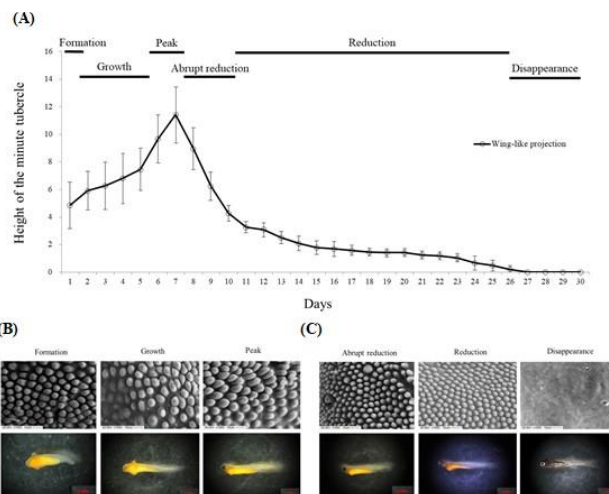 (A)
Formation Peak Reduction
Growth Abrupt reduction Disappearance
Height of the minute tubercle
16
14
12
10
8
6
4
2
0
Wing-like projection
1 2 3 4 5 6 7 8 9 10 11 12 13 14 15 16 17 18 19 20 21 22 23 24 25 26 27 28 29 30
Days
(B)
Formation Growth Peak
(C)
Abrupt reduction Reduction Disappearance